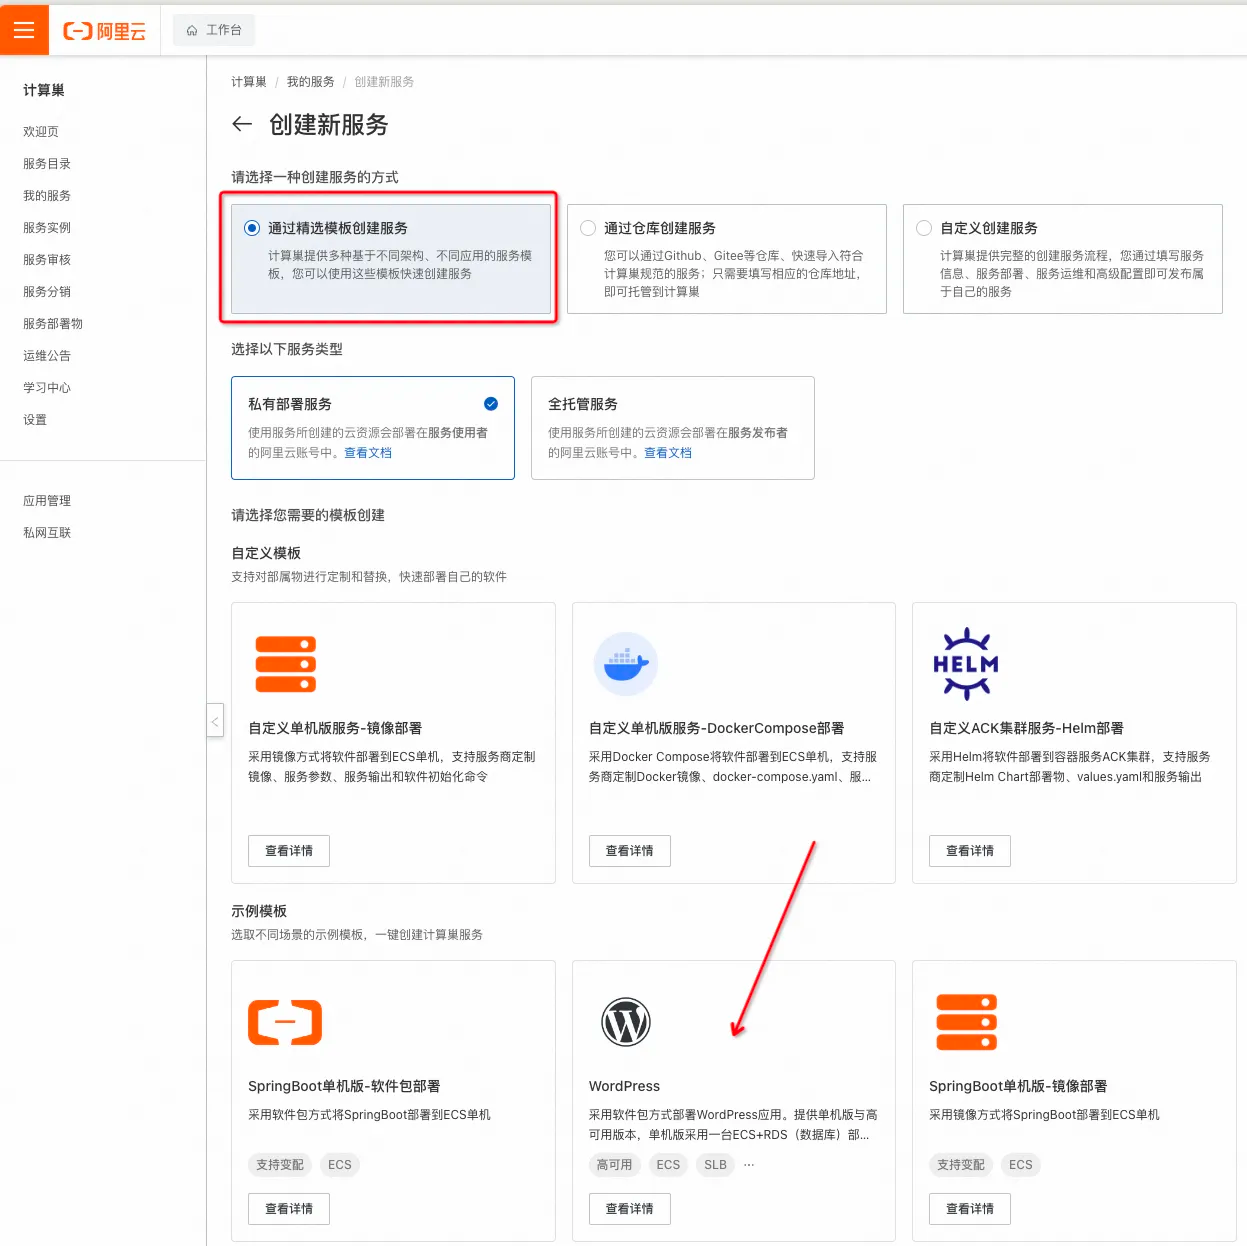 阿里云
工作台
计算巢
欢迎页
服务目录
我的服务
服务实例
服务审核
服务分销
服务部署物
运维公告
学习中心
设置
应用管理
私网互联
计算巢 / 我的服务 / 创建新服务
创建新服务
请选择一种创建服务的方式
通过精选模板创建服务
计算巢提供多种基于不同架构、不同应用的服务模
板，您可以使用这些模板快速创建服务
通过仓库创建服务
您可以通过Github、Gitee等仓库、快速导入符合
计算巢规范的服务；只需要填写相应的仓库地址，
即可托管到计算巢
自定义创建服务
计算巢提供完整的创建服务流程，您通过填写服务
信息、服务部署、服务运维和高级配置即可发布属
于自己的服务
选择以下服务类型
私有部署服务
使用服务所创建的云资源会部署在服务使用者
的阿里云账号中。查看文档
全托管服务
使用服务所创建的云资源会部署在服务发布者
的阿里云账号中。查看文档
请选择您需要的模板创建
自定义模板
支持对部属物进行定制和替换，快速部署自己的软件
自定义单机版服务-镜像部署
采用镜像方式将软件部署到ECS单机，支持服务商定制
镜像、服务参数、服务输出和软件初始化命令
查看详情
自定义单机版服务-DockerCompose部署
采用Docker Compose将软件部署到ECS单机，支持服
务商定制Docker镜像、docker-compose.yaml、服...
查看详情
HELM
自定义ACK集群服务-Helm部署
采用Helm将软件部署到容器服务ACK集群，支持服务
商定制Helm Chart部署物、values.yaml和服务输出
查看详情
示例模板
选取不同场景的示例模板，一键创建计算巢服务
SpringBoot单机版-软件包部署
采用软件包方式将SpringBoot部署到ECS单机
支持变配 ECS
查看详情
WordPress
采用软件包方式部署WordPress应用。提供单机版与高
可用版本，单机版采用一台ECS+RDS（数据库）部...
高可用 ECS SLB ...
查看详情
SpringBoot单机版-镜像部署
采用镜像方式将SpringBoot部署到ECS单机
支持变配 ECS
查看详情